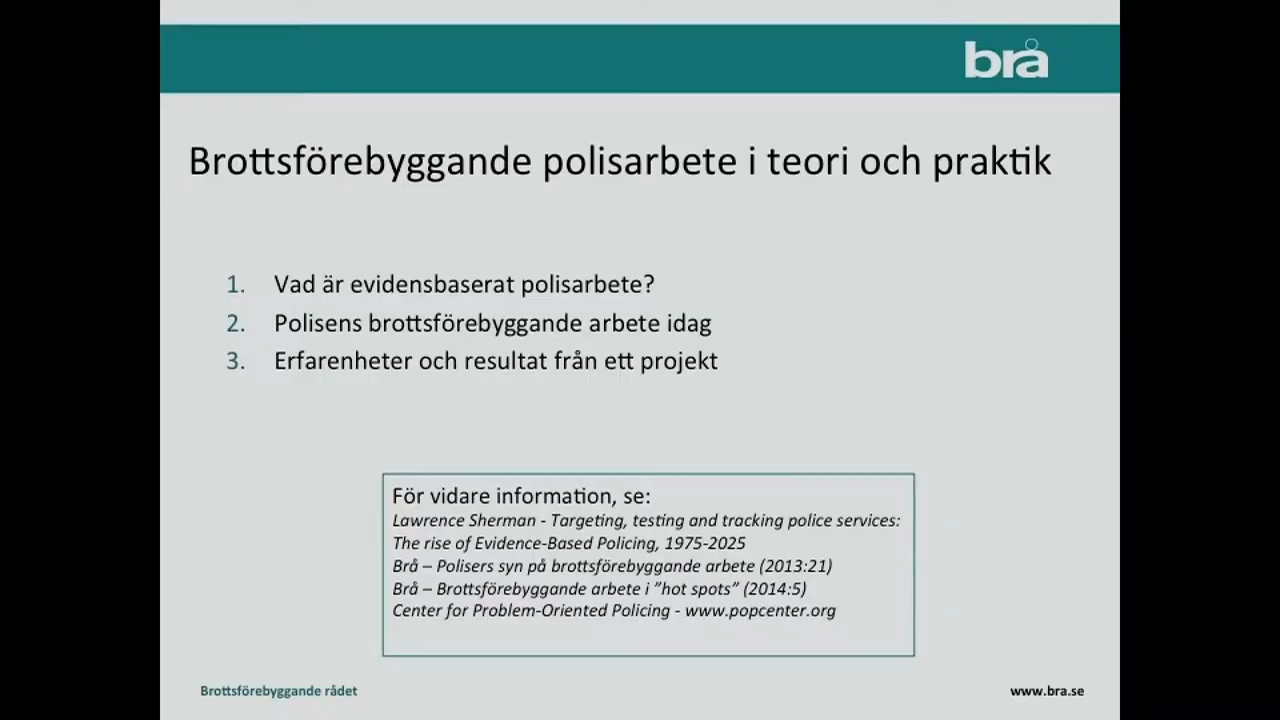 brå
Brottsförebyggande polisarbete i teori och praktik
1. Vad är evidensbaserat polisarbete?
2. Polisens brottsförebyggande arbete idag
3. Erfarenheter och resultat från ett projekt
För vidare information, se:
Lawrence Sherman - Targeting, testing and tracking police services:
The rise of Evidence-Based Policing, 1975-2025
Brå – Polisers syn på brottsförebyggande arbete (2013:21)
Brå – Brottsförebyggande arbete i ”hot spots” (2014:5)
Center for Problem-Oriented Policing - www.popcenter.org
Brottsförebyggande rådet
www.bra.se